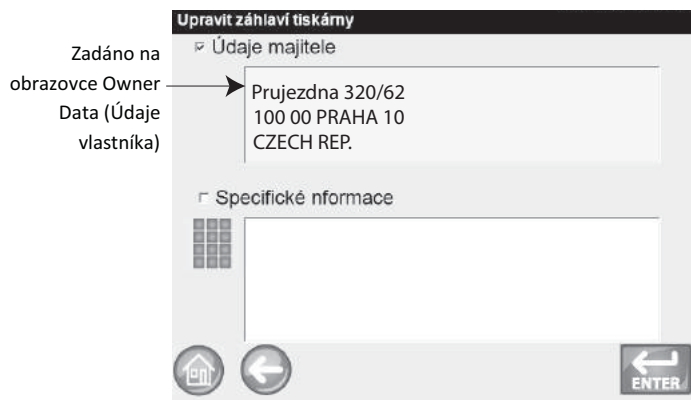 Upravit záhlaví tiskárny
Údaje majitele
Zadáno na
obrazovce Owner
Data (Údaje
vlastníka)
Prujezdna 320/62
100 00 PRAHA 10
CZECH REP.
Specifické nformace
ENTER